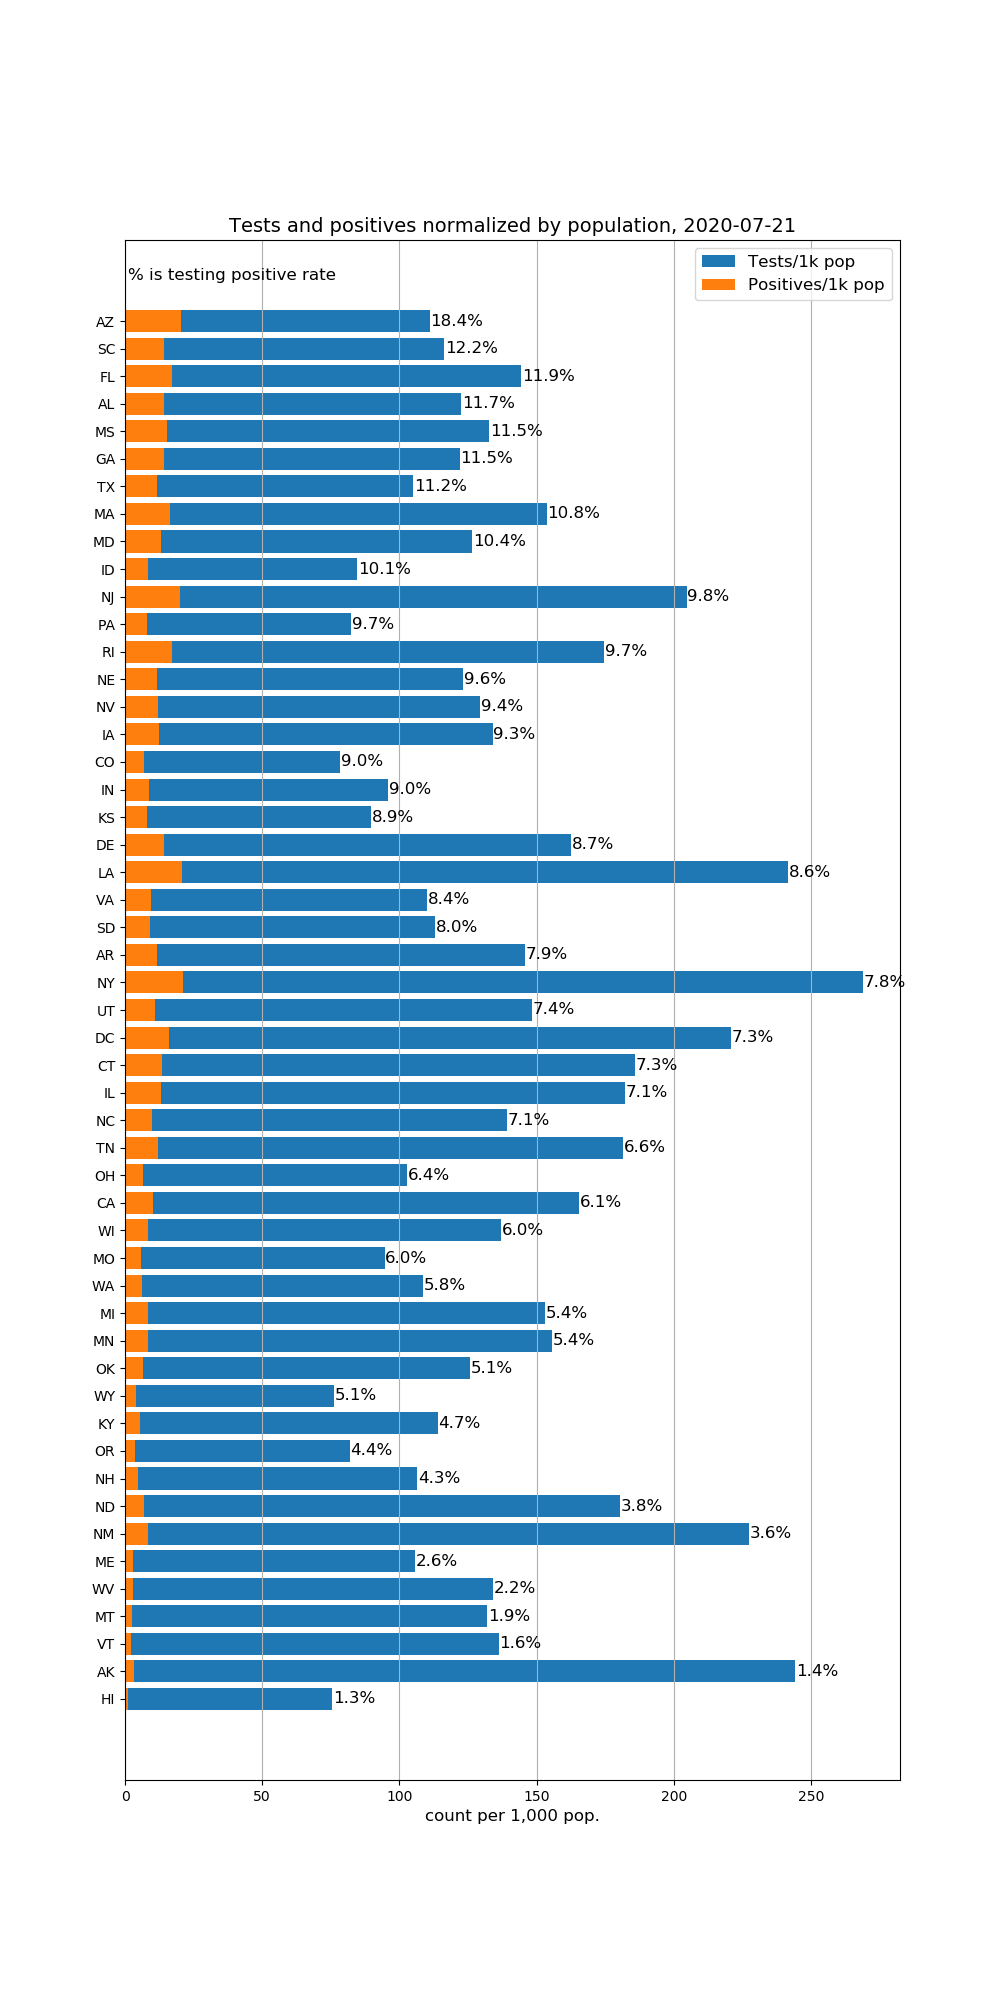 Tests and positives normalized by population, 2020-07-21
% is testing positive rate
Tests/1k pop
Positives/1k pop
AZ 18.4%
SC 12.2%
FL 11.9%
AL 11.7%
MS 11.5%
GA 11.5%
TX 11.2%
MA 10.8%
MD 10.4%
ID 10.1%
NJ 9.8%
PA 9.7%
RI 9.7%
NE 9.6%
NV 9.4%
IA 9.3%
CO 9.0%
IN 9.0%
KS 8.9%
DE 8.7%
LA 8.6%
VA 8.4%
SD 8.0%
AR 7.9%
NY 7.8%
UT 7.4%
DC 7.3%
CT 7.3%
IL 7.1%
NC 7.1%
TN 6.6%
OH 6.4%
CA 6.1%
WI 6.0%
MO 6.0%
WA 5.8%
MI 5.4%
MN 5.4%
OK 5.1%
WY 5.1%
KY 4.7%
OR 4.4%
NH 4.3%
ND 3.8%
NM 3.6%
ME 2.6%
WV 2.2%
MT 1.9%
VT 1.6%
AK 1.4%
HI 1.3%
0 50 100 150 200 250
count per 1,000 pop.